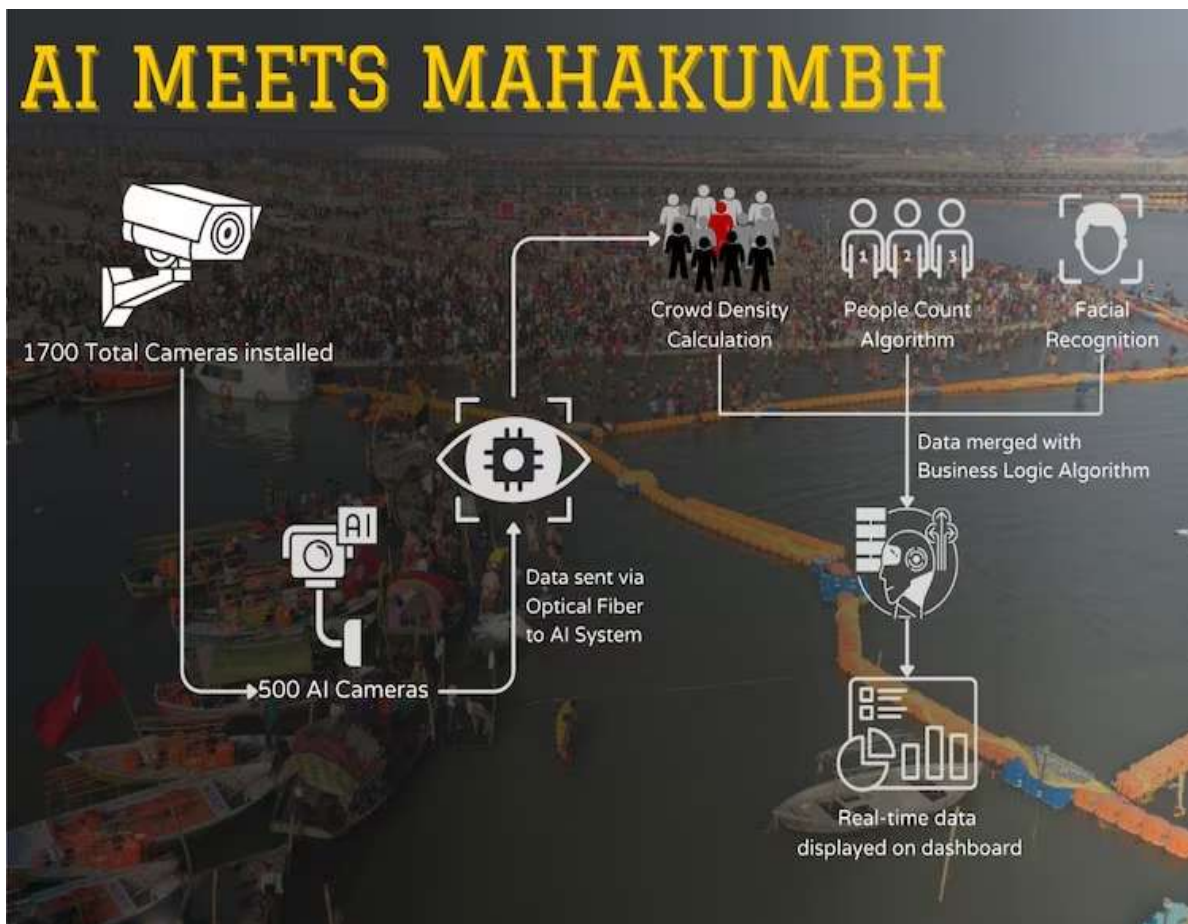 AI MEETS MAHAKUMBH
1700 Total Cameras installed
AI
500 AI Cameras
Data sent via
Optical Fiber
to AI System
Crowd Density
Calculation
1 2 3
People Count
Algorithm
Facial
Recognition
Data merged with
Business Logic Algorithm
Real-time data
displayed on dashboard